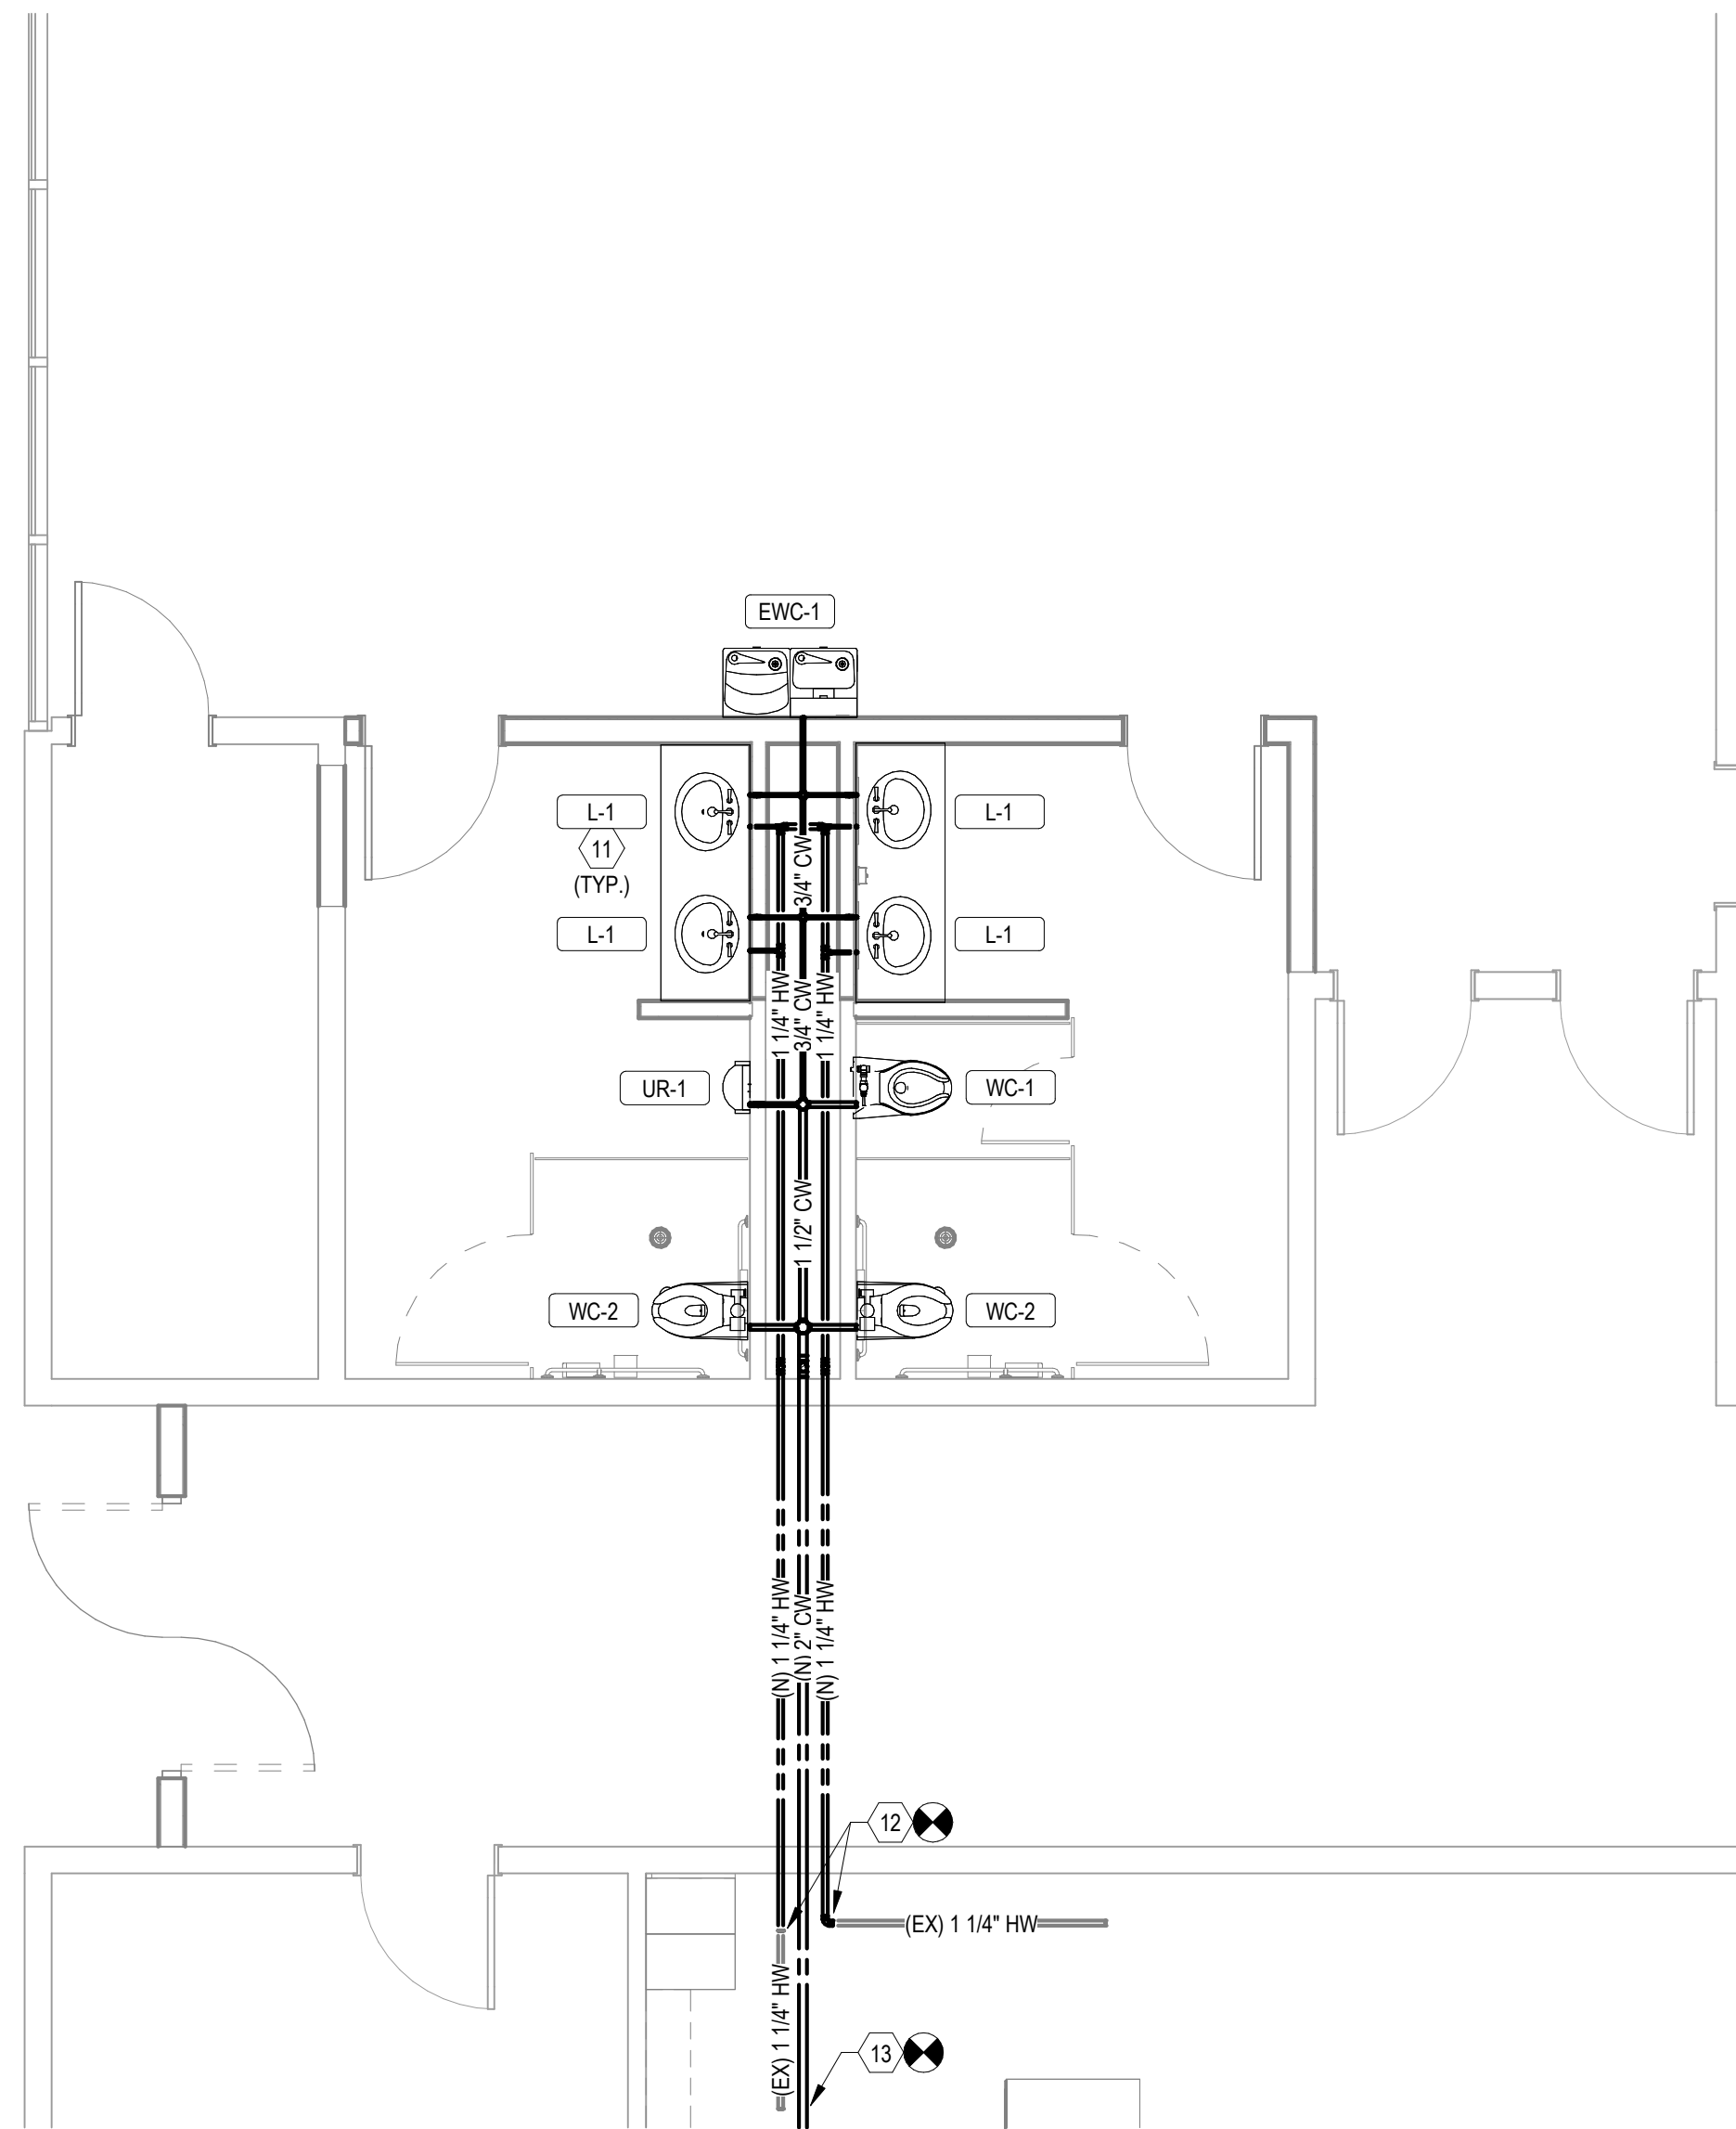 EWC-1
L-1
L-1
11
(TYP.)
3/4" CW
L-1
L-1
1 1/4" HW
3/4" CW
1 1/4" HW
UR-1
WC-1
1 1/2" CW
WC-2
WC-2
(N) 1 1/4" HW
(N) 2" CW
(N) 1 1/4" HW
12
(EX) 1 1/4" HW
(EX) 1 1/4" HW
13